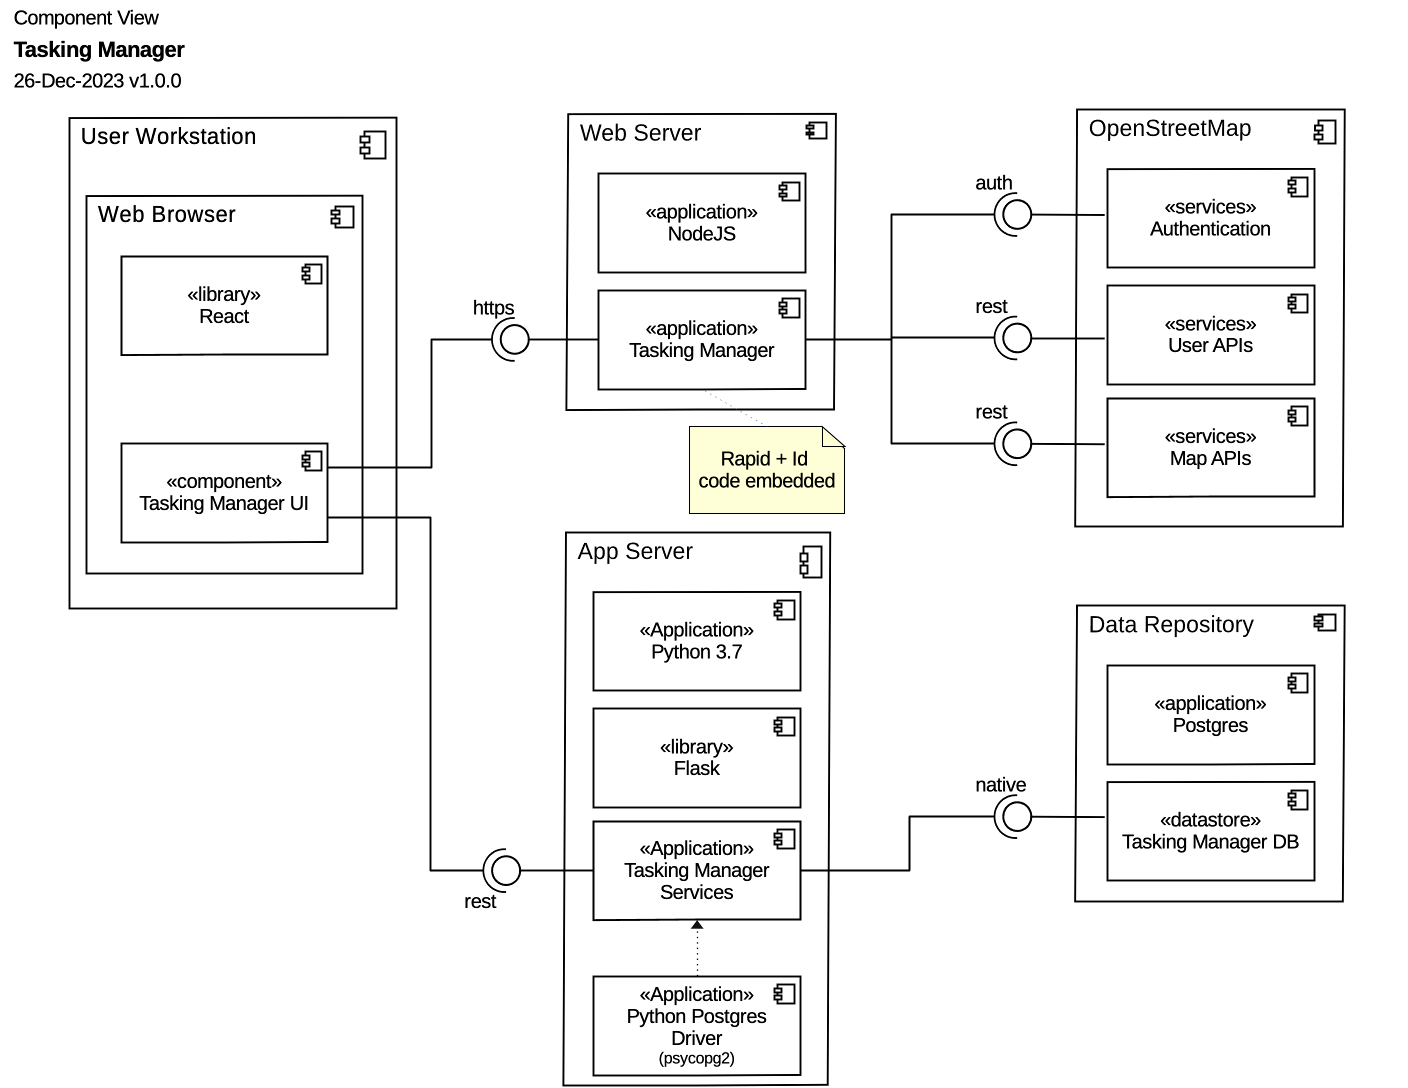 Component View
Tasking Manager
26-Dec-2023 v1.0.0
User Workstation
Web Browser
«library»
React
«component»
Tasking Manager UI
https
rest
Web Server
«application»
NodeJS
«application»
Tasking Manager
Rapid + Id
code embedded
App Server
«Application»
Python 3.7
«library»
Flask
«Application»
Tasking Manager
Services
«Application»
Python Postgres
Driver
(psycopg2)
auth
rest
rest
native
OpenStreetMap
«services»
Authentication
«services»
User APIs
«services»
Map APIs
Data Repository
«application»
Postgres
«datastore»
Tasking Manager DB